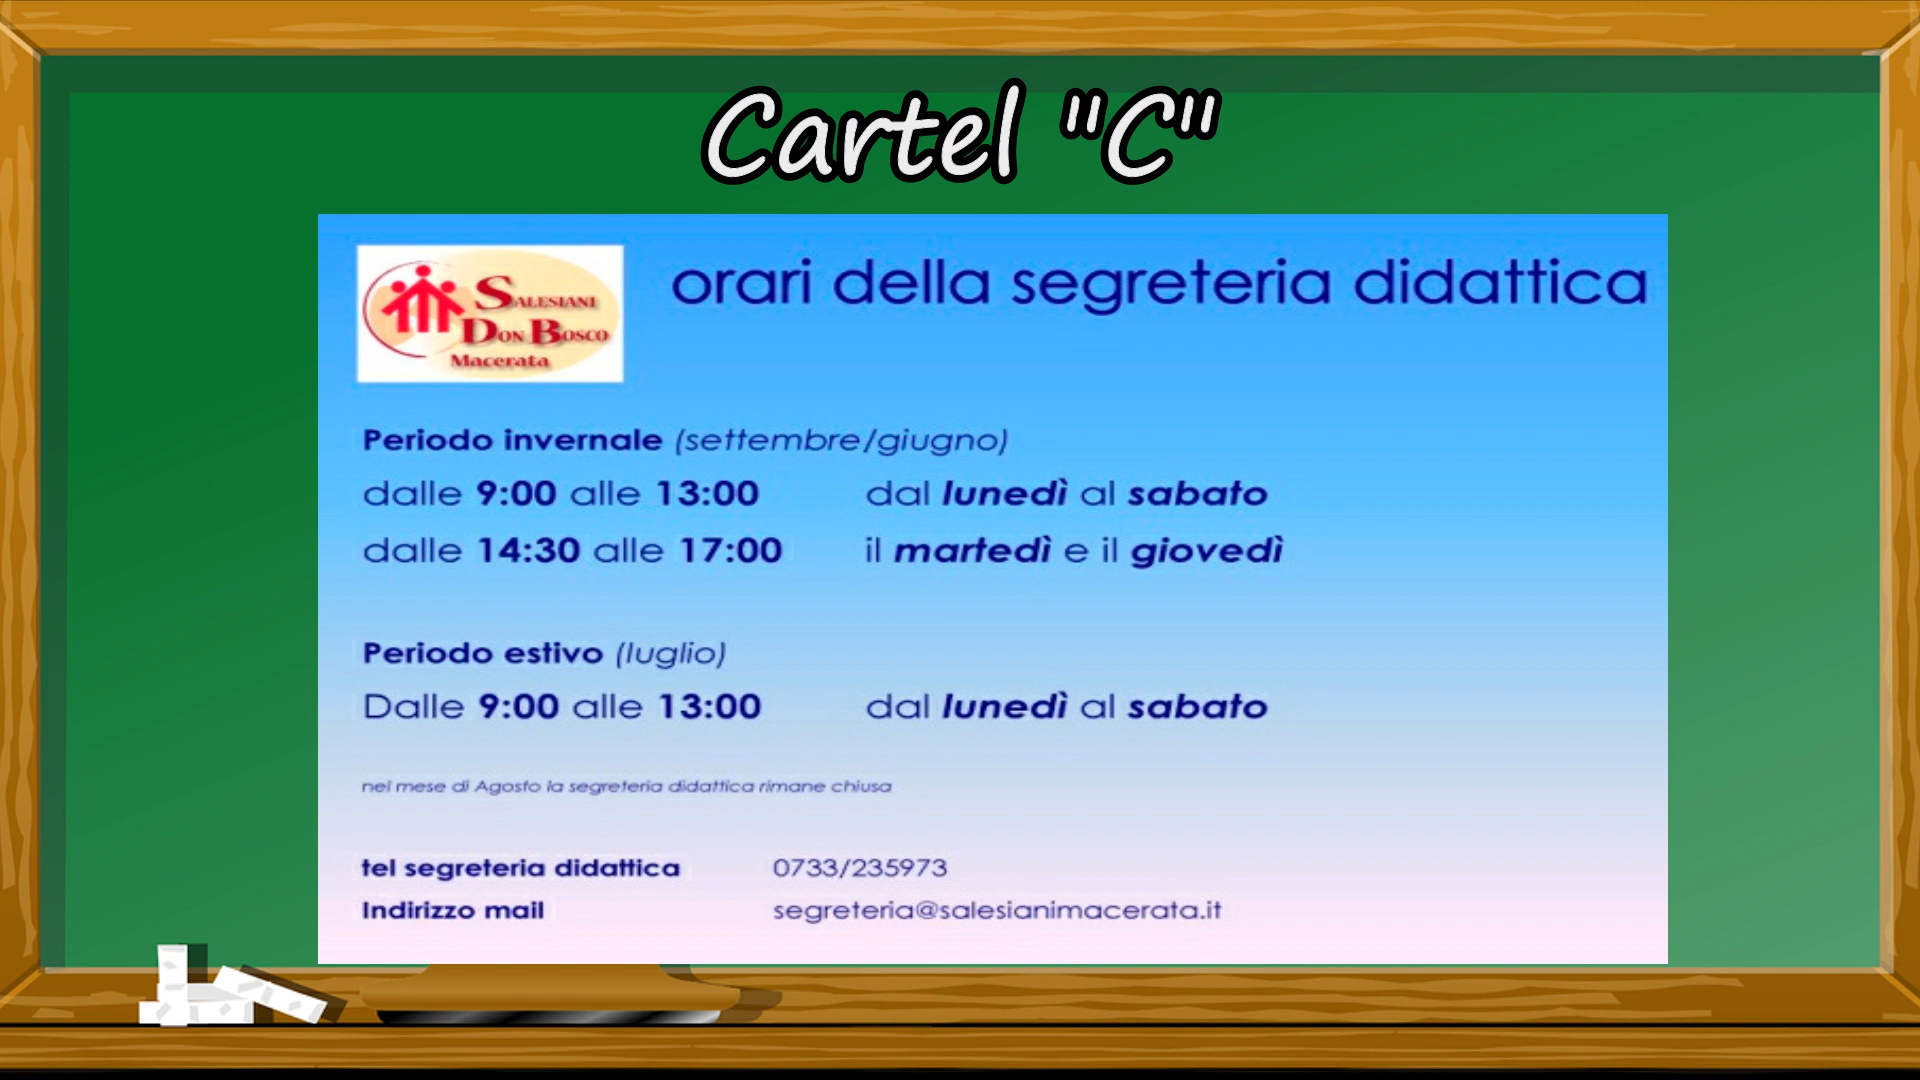 Cartel "C"
SALESIANI
DON BOSCO
Macerata
orari della segreteria didattica
Periodo invernale (settembre/giugno)
dalle 9:00 alle 13:00 dal lunedì al sabato
dalle 14:30 alle 17:00 il martedì e il giovedì
Periodo estivo (luglio)
Dalle 9:00 alle 13:00 dal lunedì al sabato
nel mese di Agosto la segreteria didattica rimane chiusa
tel segreteria didattica 0733/235973
Indirizzo mail segreteria@salesianimacerata.it